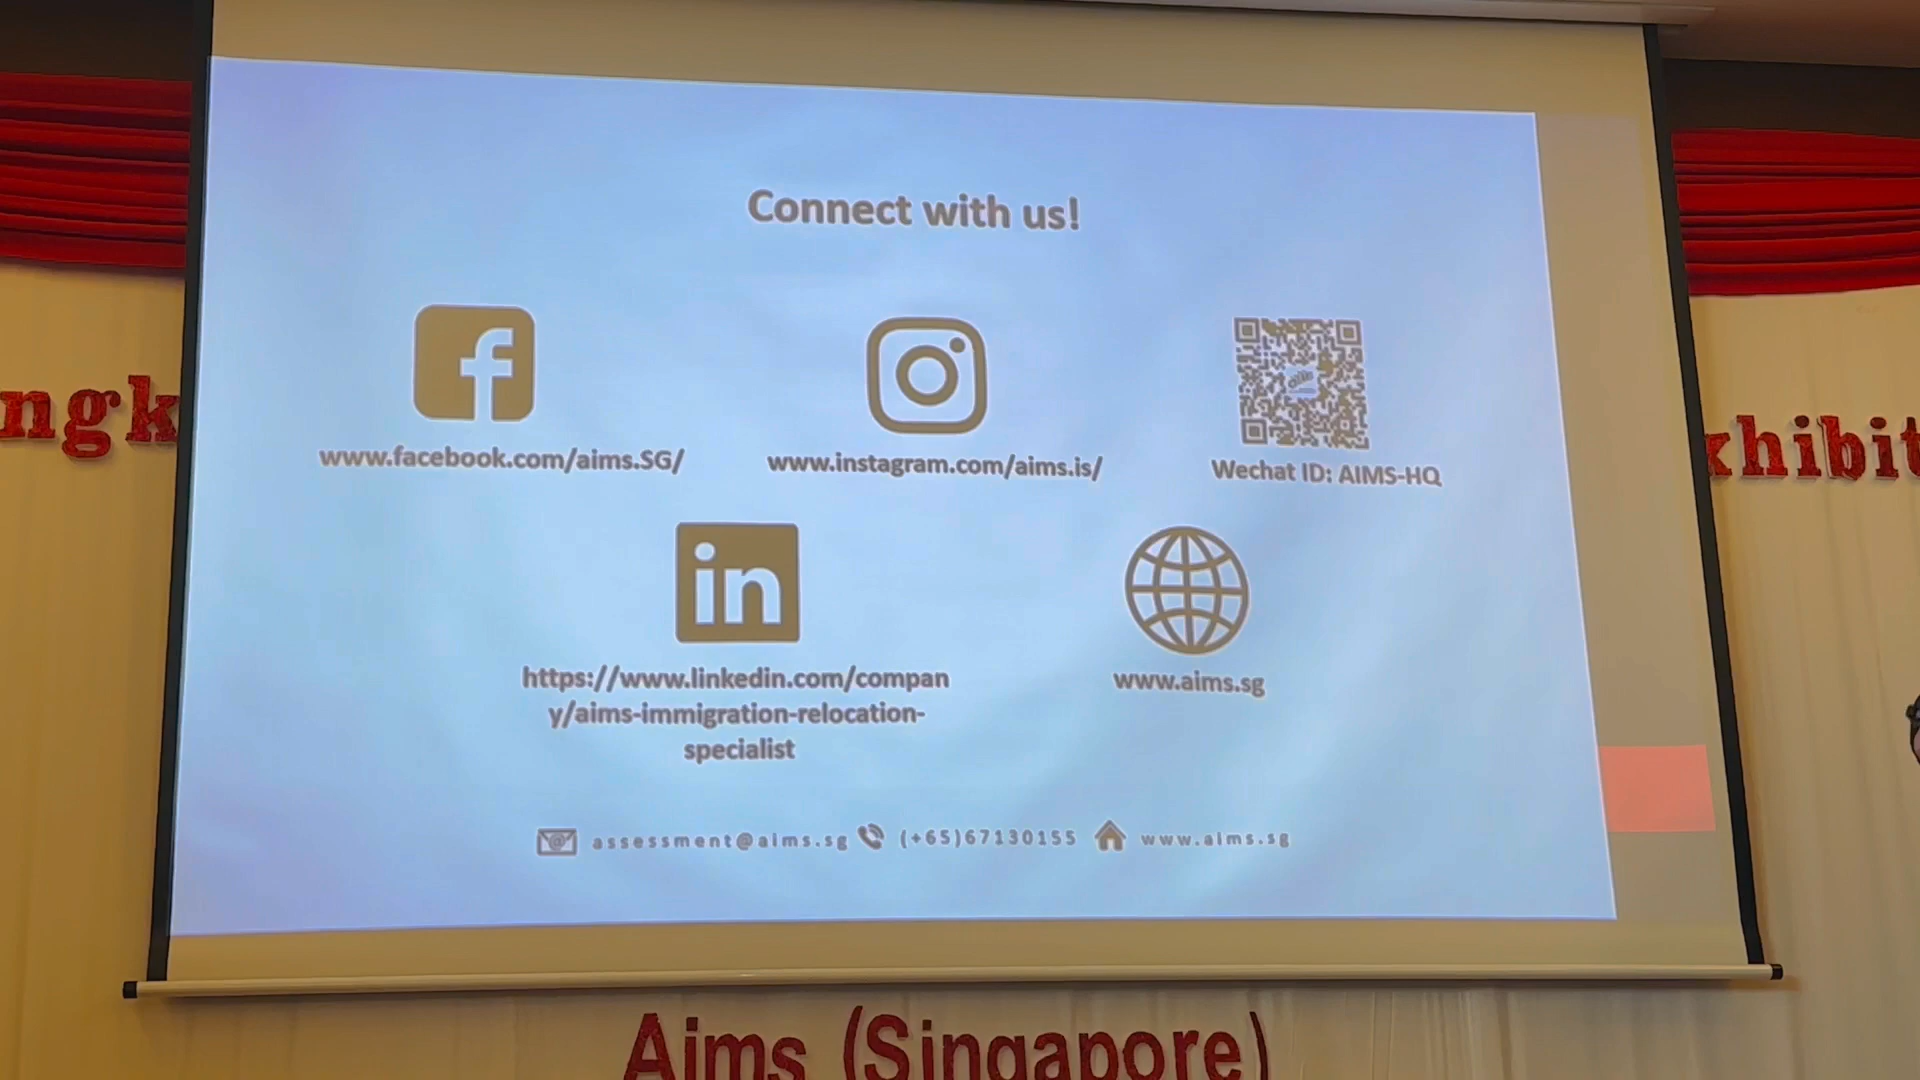 Connect with us!
www.facebook.com/aims.SG/
www.instagram.com/aims.is/
Wechat ID: AIMS-HQ
https://www.linkedin.com/compan
y/aims-immigration-relocation-
specialist
www.aims.sg
assessment@aims.sg (+65)67130155 www.aims.sg
ngk
xhibit
Aims (Singapore)